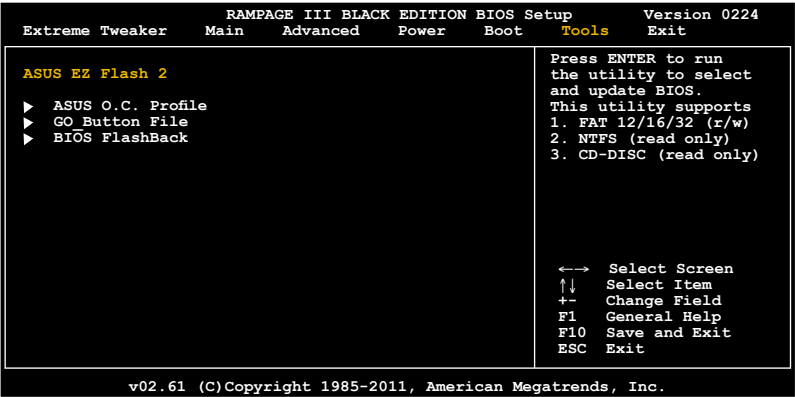 RAMPAGE III BLACK EDITION BIOS Setup Version 0224
Extreme Tweaker Main Advanced Power Boot Tools Exit
ASUS EZ Flash 2
▶ ASUS O.C. Profile
▶ GO_Button File
▶ BIOS FlashBack
Press ENTER to run
the utility to select
and update BIOS.
This utility supports
1. FAT 12/16/32 (r/w)
2. NTFS (read only)
3. CD-DISC (read only)
←→ Select Screen
↑↓ Select Item
+- Change Field
F1 General Help
F10 Save and Exit
ESC Exit
v02.61 (C)Copyright 1985-2011, American Megatrends, Inc.